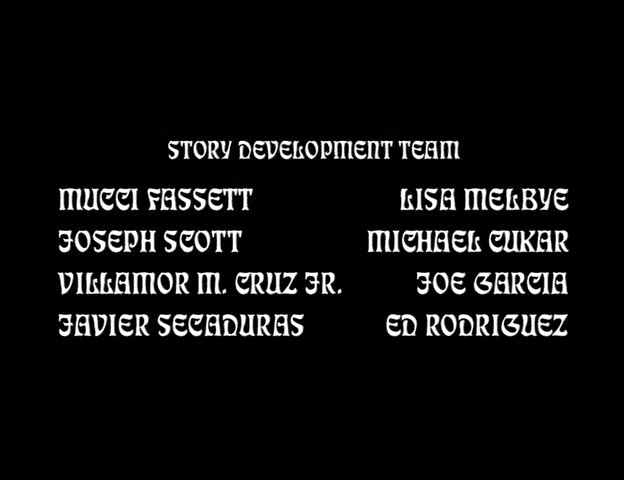 STORY DEVELOPMENT TEAM
MUCCI FASSETT LISA MELBYE
JOSEPH SCOTT MICHAEL CUKAR
VILLAMOR M. CRUZ JR. JOE GARCIA
JAVIER SECADURAS ED RODRIGUEZ